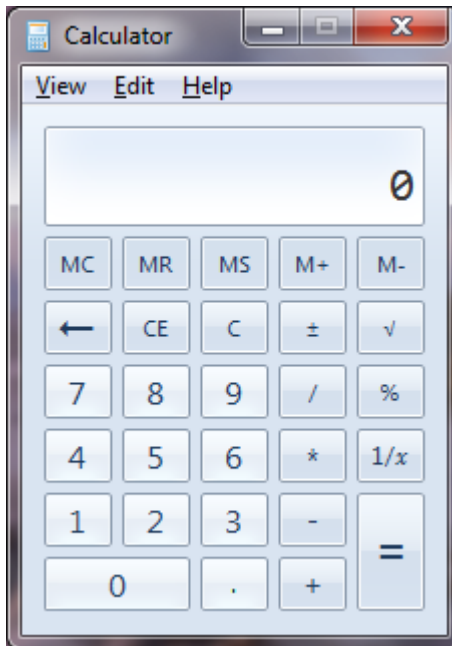 Calculator
View Edit Help
0
MC MR MS M+ M-
← CE C ± √
7 8 9 / %
4 5 6 * 1/x
1 2 3 -
=
0 . +